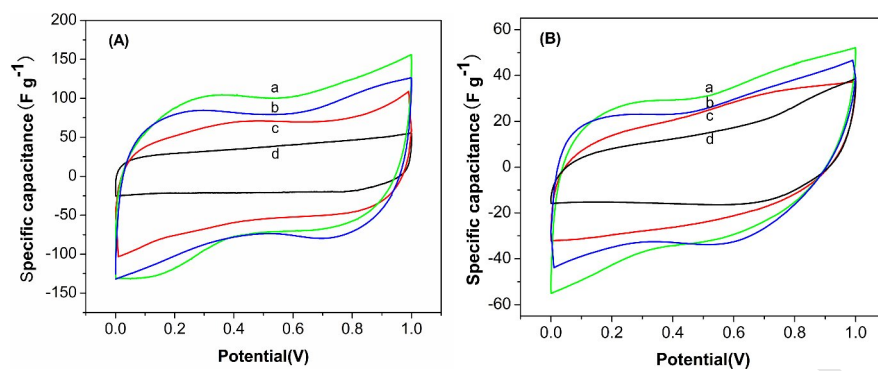 (A)
200
150
100
50
0
-50
-100
-150
Specific capacitance(F g-1)
a
b
c
d
0.0 0.2 0.4 0.6 0.8 1.0
Potential(V)
(B)
60
40
20
0
-20
-40
-60
Specific capacitance(F g-1)
a
b
c
d
0.0 0.2 0.4 0.6 0.8 1.0
Potential(V)